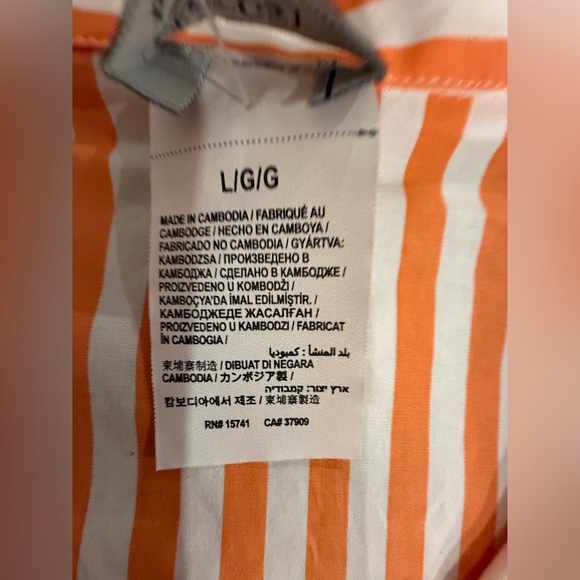 L/G/G
MADE IN CAMBODIA / FABRIQUÉ AU
CAMBODGE / HECHO EN CAMBOYA /
FABRICADO NO CAMBODIA / GYÁRTVA:
KAMBODZSA / ПРОИЗВЕДЕНО В
КАМБОДЖА / СДЕЛАНО В КАМБОДЖЕ /
PROIZVEDENO U KOMBODŽI /
KAMBOÇYA'DA İMAL EDİLMİŞTİR. /
КАМБОДЖЕДЕ ЖАСАЛҒАН /
PROIZVEDENO U KAMBODZI / FABRICAT
ÎN CAMBOGIA /
بلد المنشأ : كمبوديا
柬埔寨制造 / DIBUAT DI NEGARA
CAMBODIA / カンボジア製 /
ארץ יצור: קמבודיה
캄보디아에서 제조 / 柬埔寨製造
RN# 15741 CA# 37909